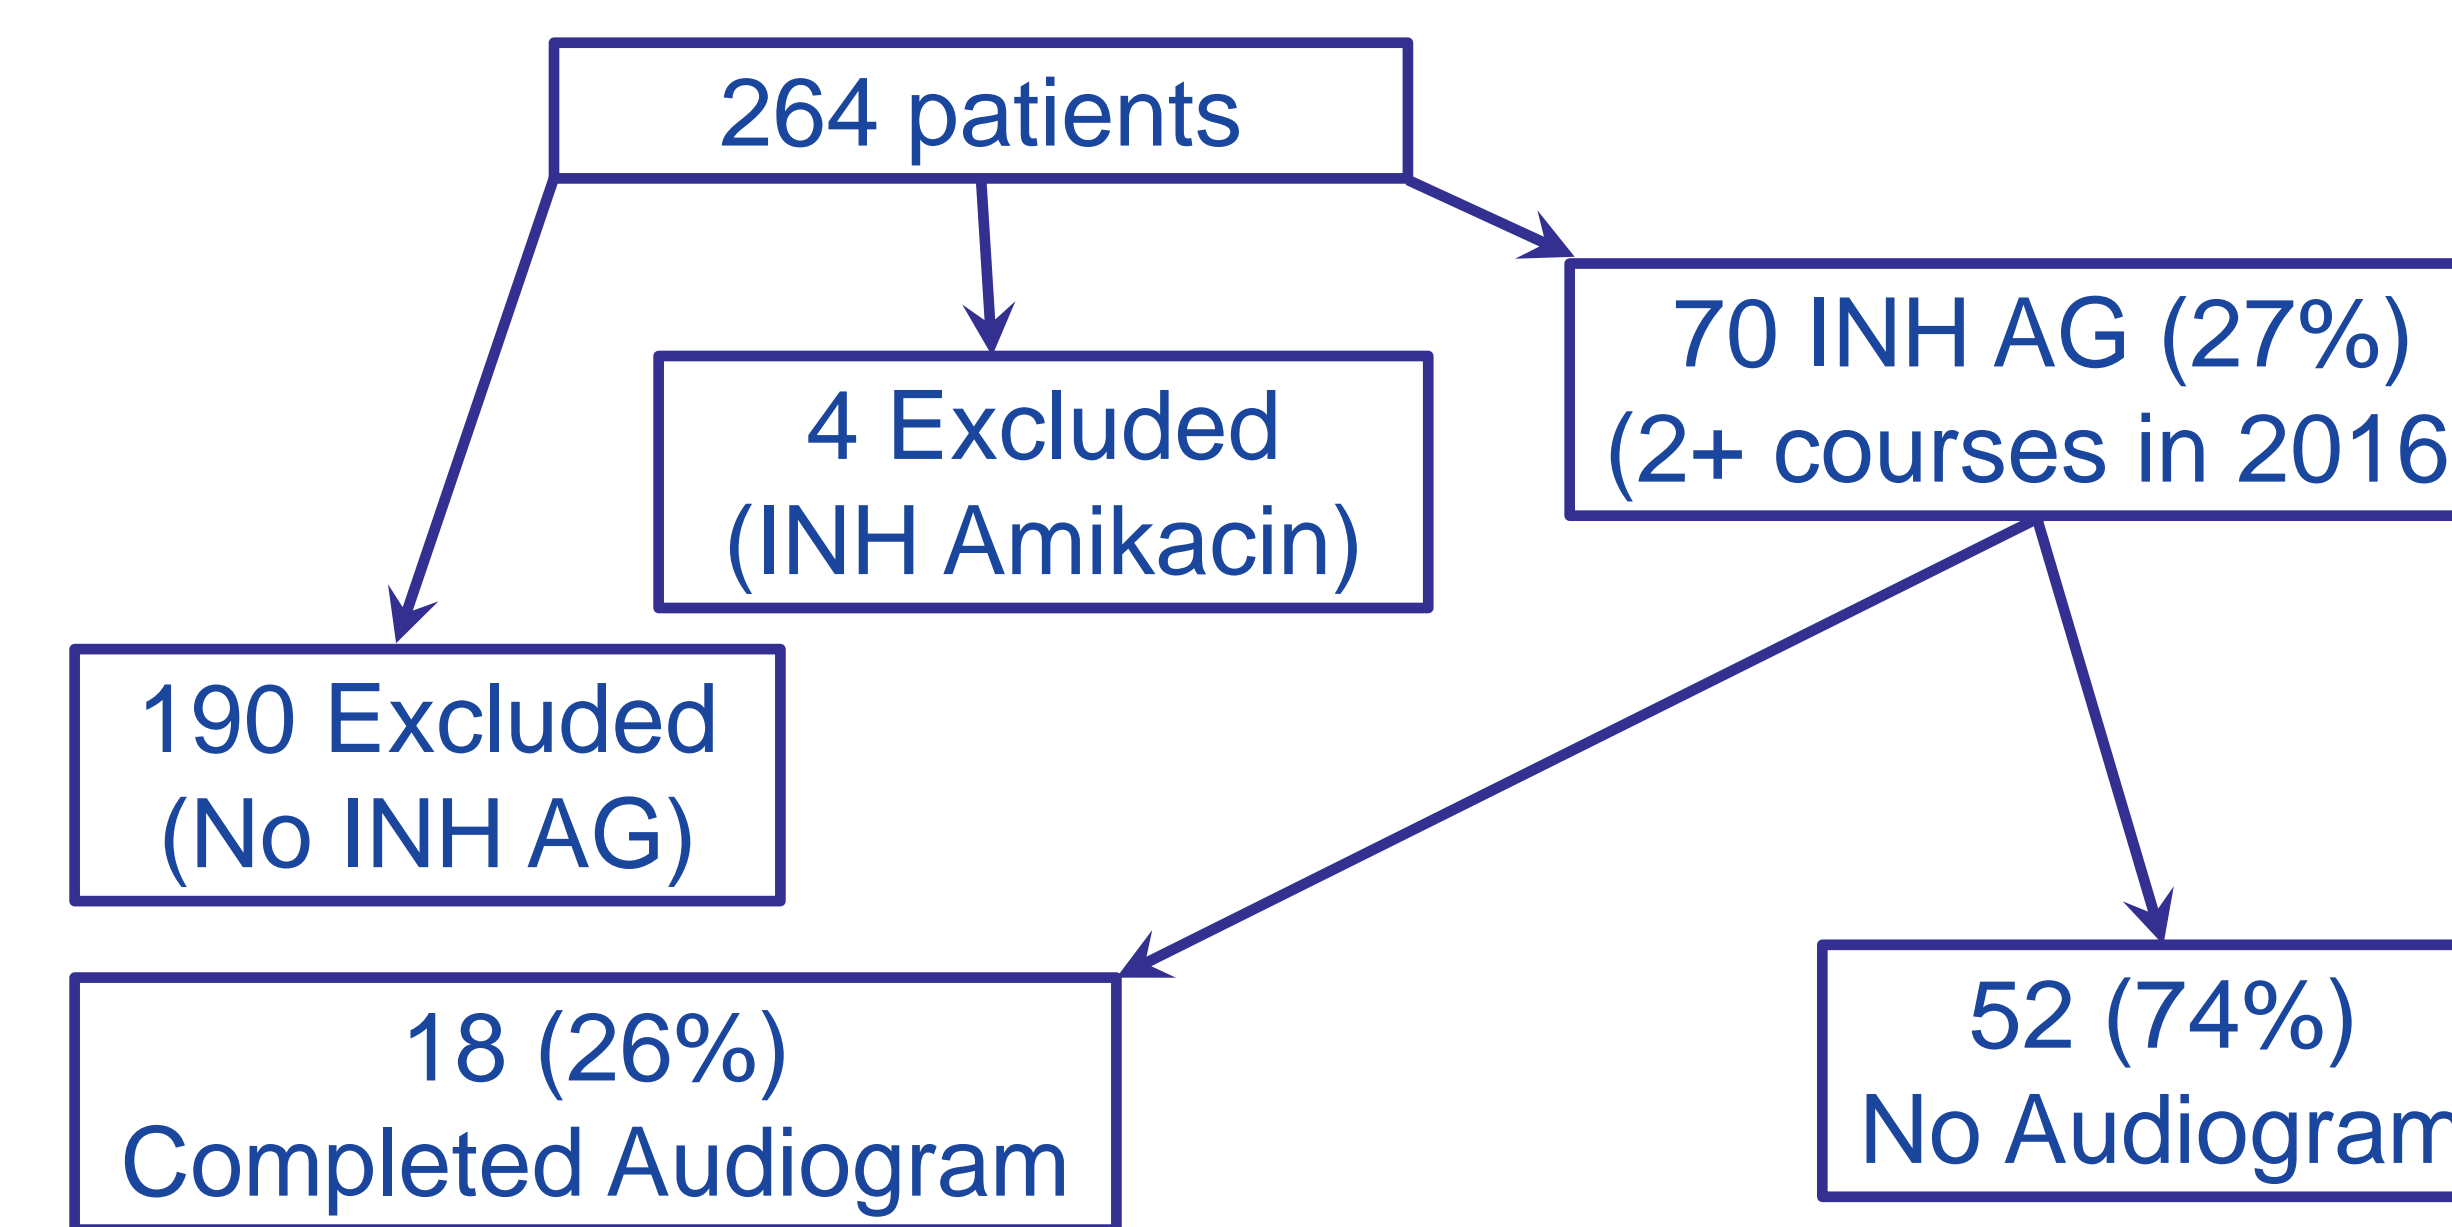 264 patients
70 INH AG (27%)
(2+ courses in 2016
4 Excluded
(INH Amikacin)
190 Excluded
(No INH AG)
18 (26%)
Completed Audiogram
52 (74%)
No Audiogram